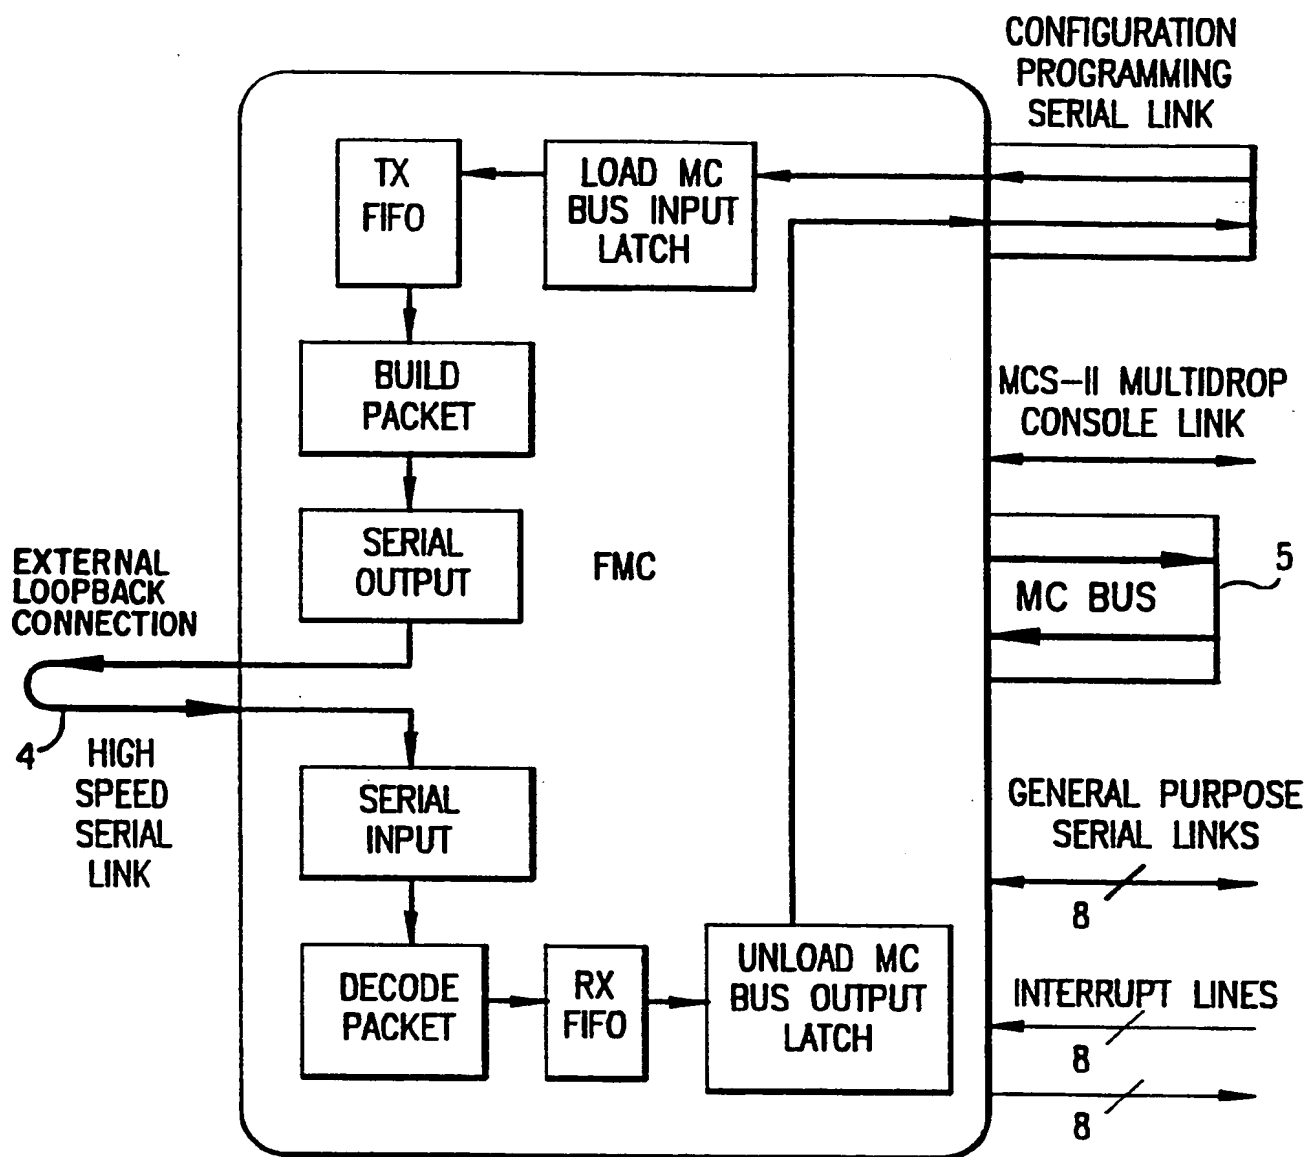 CONFIGURATION
PROGRAMMING
SERIAL LINK
TX
FIFO
LOAD MC
BUS INPUT
LATCH
BUILD
PACKET
MCS-II MULTIDROP
CONSOLE LINK
SERIAL
OUTPUT
FMC
EXTERNAL
LOOPBACK
CONNECTION
MC BUS
5
4
HIGH
SPEED
SERIAL
LINK
SERIAL
INPUT
GENERAL PURPOSE
SERIAL LINKS
8
DECODE
PACKET
RX
FIFO
UNLOAD MC
BUS OUTPUT
LATCH
INTERRUPT LINES
8
8